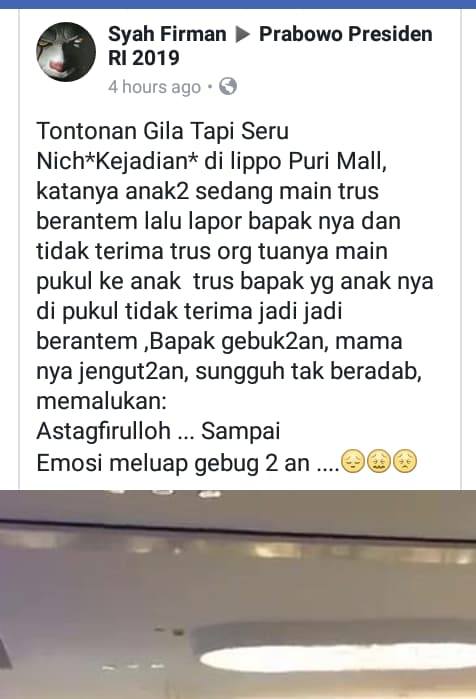 Syah Firman ▶ Prabowo Presiden
RI 2019
4 hours ago ·
Tontonan Gila Tapi Seru
Nich*Kejadian* di lippo Puri Mall,
katanya anak2 sedang main trus
berantem lalu lapor bapak nya dan
tidak terima trus org tuanya main
pukul ke anak  trus bapak yg anak nya
di pukul tidak terima jadi jadi
berantem ,Bapak gebuk2an, mama
nya jengut2an, sungguh tak beradab,
memalukan:
Astagfirulloh ... Sampai
Emosi meluap gebug 2 an ....😔😖😟